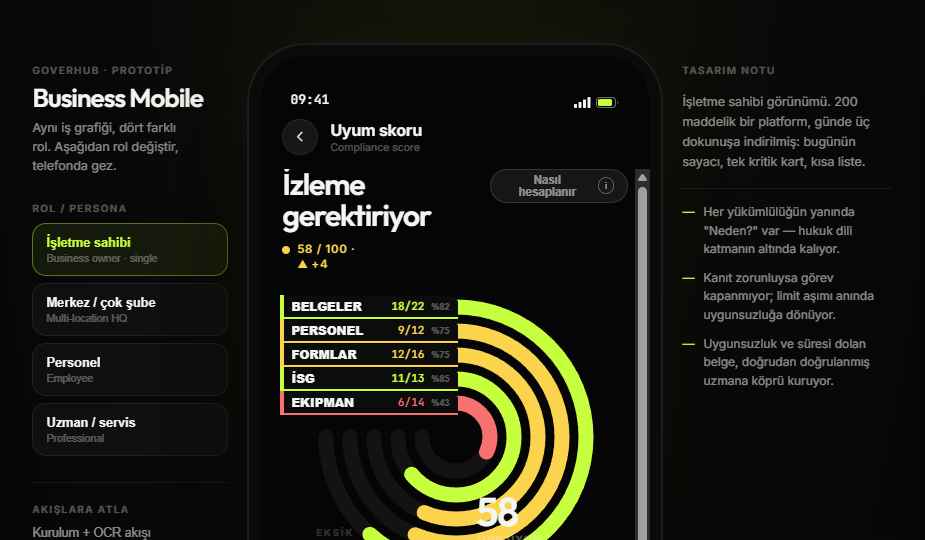 GOVERHUB - PROTOTİP
Business Mobile
Aynı iş grafiği, dört farklı
rol. Aşağıdan rol değiştir,
telefonda gez.
ROL / PERSONA
İşletme sahibi
Business owner · single
Merkez / çok şube
Multi-location HQ
Personel
Employee
Uzman / servis
Professional
AKIŞLARA ATLA
Kurulum + OCR akışı
09:41
Uyum skoru
Compliance score
İzleme
gerektiriyor
Nasıl
hesaplanır
i
58 / 100 ·
▲ +4
BELGELER 18/22 %82
PERSONEL 9/12 %75
FORMLAR 12/16 %75
İSG 11/13 %85
EKIPMAN 6/14 %43
58
EKSİK
TASARIM NOTU
İşletme sahibi görünümü. 200
maddelik bir platform, günde üç
dokunuşa indirilmiş: bugünün
sayacı, tek kritik kart, kısa liste.
— Her yükümlülüğün yanında
"Neden?" var — hukuk dili
katmanın altında kalıyor.
— Kanıt zorunluysa görev
kapanmıyor; limit aşımı anında
uygunsuzluğa dönüyor.
— Uygunsuzluk ve süresi dolan
belge, doğrudan doğrulanmış
uzmana köprü kuruyor.